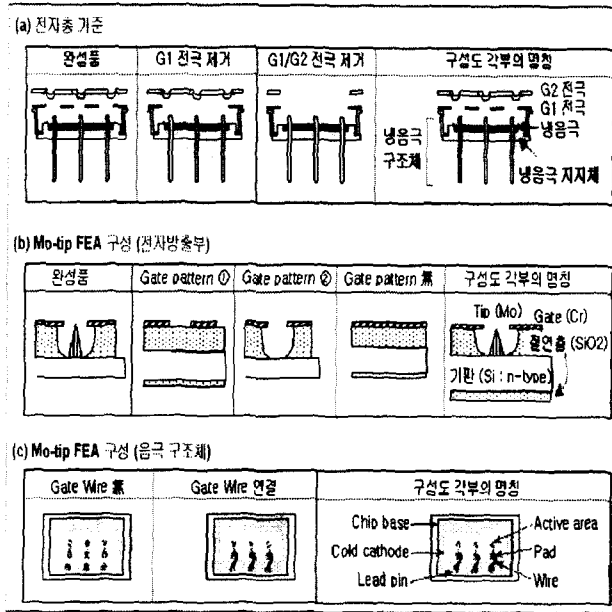 (a) 전자총 기준
완성품
G1 전극 제거
G1/G2 전극 제거
구성도 각부의 명칭
G2 전극
G1 전극
냉음극
냉음극 구조체
냉음극 지지체
(b) Mo-tip FEA 구성 (전자방출부)
완성품
Gate pattern ①
Gate pattern ②
Gate pattern 無
구성도 각부의 명칭
Tip (Mo)
Gate (Cr)
절연층 (SiO2)
기판 (Si : n-type)
(c) Mo-tip FEA 구성 (음극 구조체)
Gate Wire 無
Gate Wire 연결
구성도 각부의 명칭
Chip base
Active area
Cold cathode
Pad
Lead pin
Wire